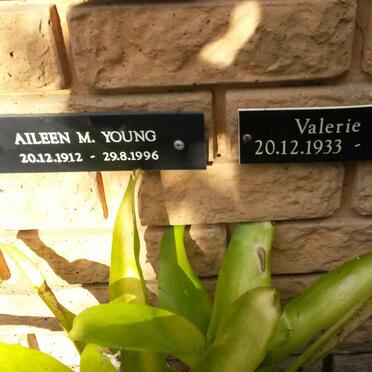 AILEEN M. YOUNG
20.12.1912 - 29.8.1996
Valerie
20.12.1933 -